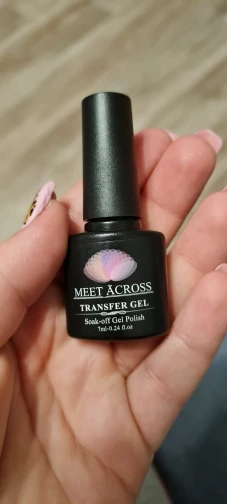 MEET ACROSS
TRANSFER GEL
Soak-off Gel Polish
7ml-0.24 fl.oz